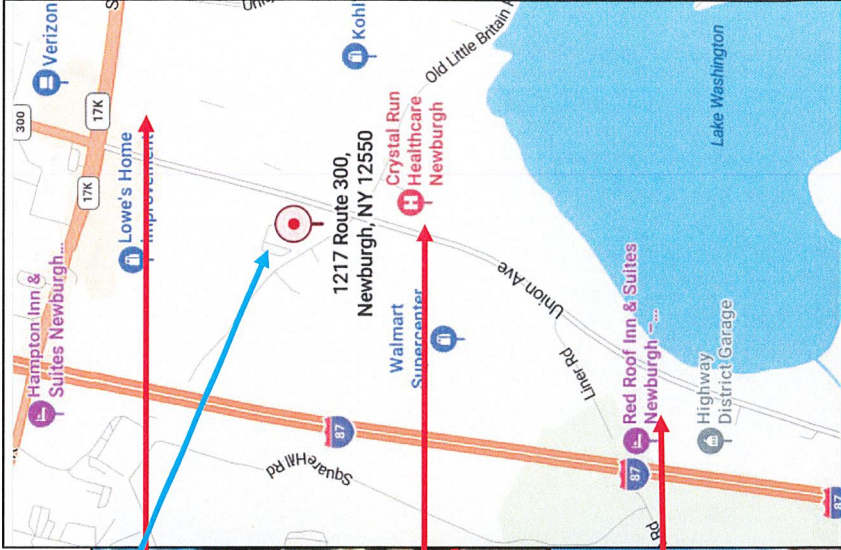 300
17K
17K
Verizon
Kohl'
Old Little Britain
Lake Washington
Lowe's Home
Improvement
Hampton Inn &
Suites Newburgh...
1217 Route 300,
Newburgh, NY 12550
Crystal Run
Healthcare
Newburgh
Walmart
Supercenter
Union Ave
Liner Rd
Red Roof Inn & Suites
Newburgh –...
Highway
District Garage
SquareHill Rd
87
87
87
Rd